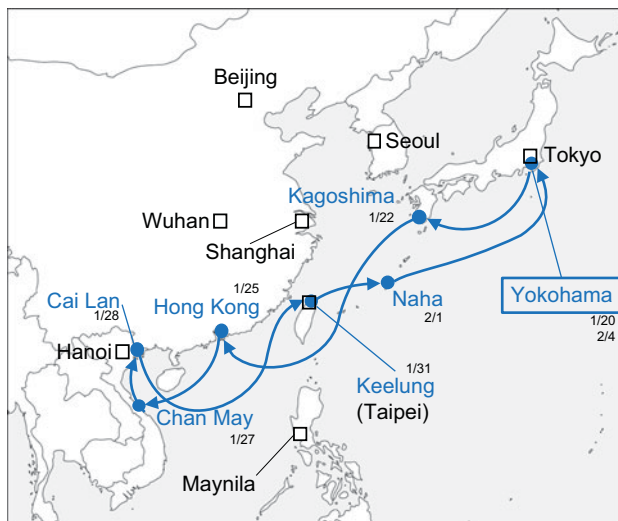 Beijing
Seoul
Tokyo
Kagoshima
1/22
Wuhan
Shanghai
1/25
Cai Lan
Hong Kong
1/28
Naha
2/1
Yokohama
1/20
2/4
Hanoi
1/31
Keelung
(Taipei)
Chan May
1/27
Maynila